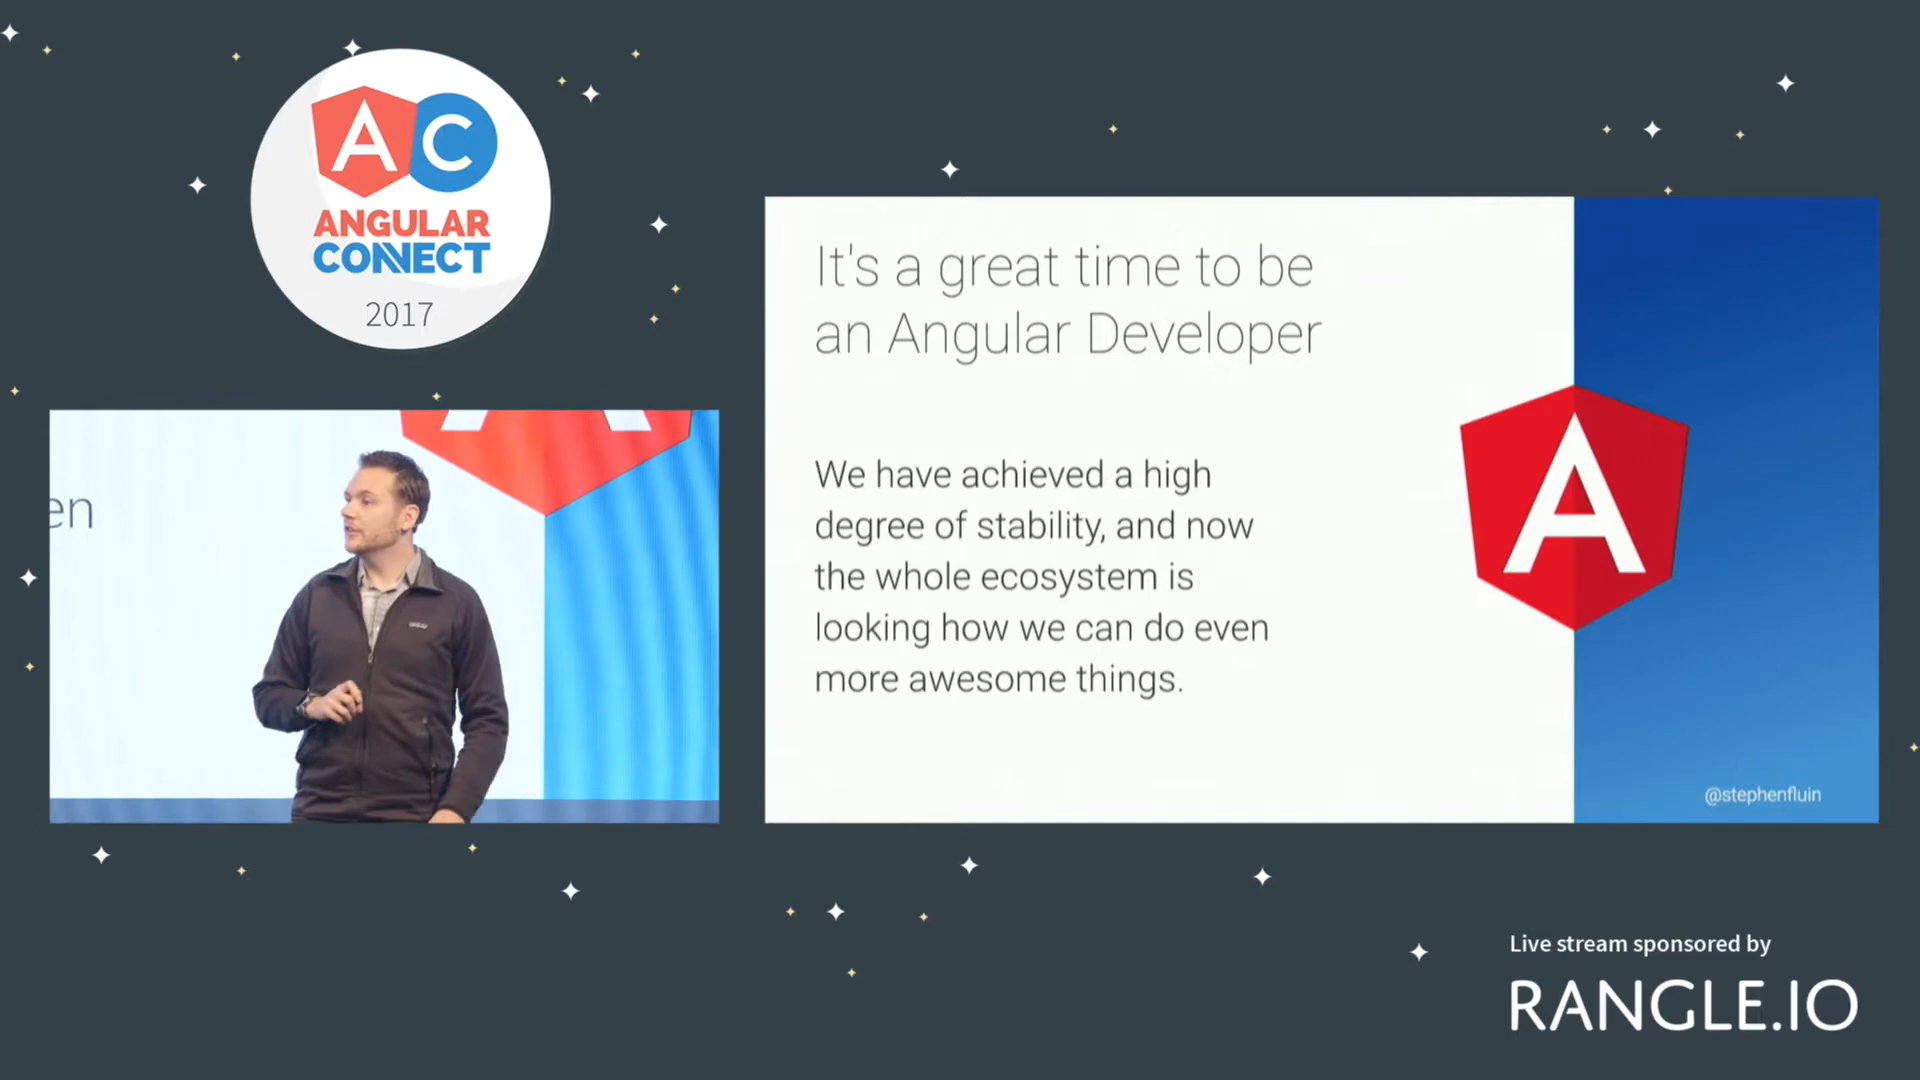 AC
ANGULAR
CONNECT
2017
en
It's a great time to be
an Angular Developer
We have achieved a high
degree of stability, and now
the whole ecosystem is
looking how we can do even
more awesome things.
A
@stephenfluin
Live stream sponsored by
RANGLE.IO